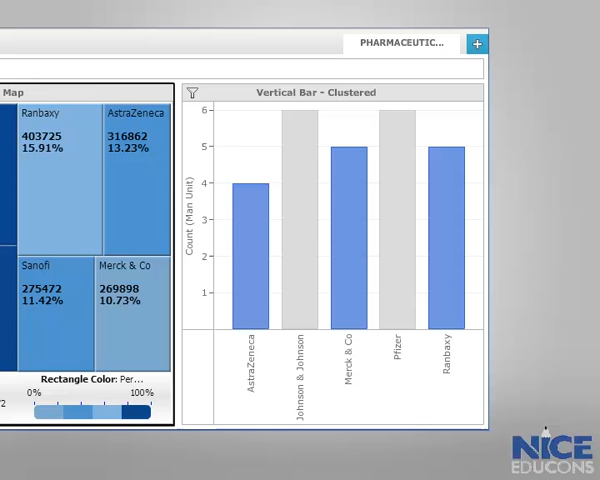 PHARMACEUTIC...
Map
Vertical Bar - Clustered
Ranbaxy
403725
15.91%
AstraZeneca
316862
13.23%
Sanofi
275472
11.42%
Merck & Co
269898
10.73%
Rectangle Color: Per...
0%
100%
72
6
5
4
3
2
1
Count (Man Unit)
AstraZeneca
Johnson & Johnson
Merck & Co
Pfizer
Ranbaxy
NICE
EDUCONS